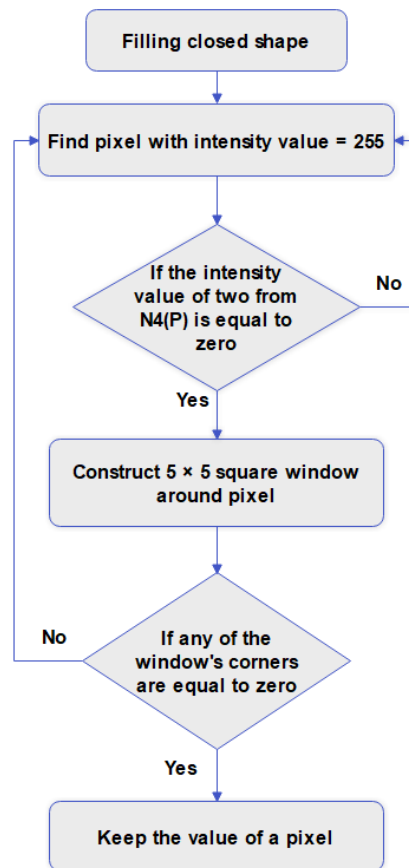 Filling closed shape
Find pixel with intensity value = 255
If the intensity
value of two from
N4(P) is equal to
zero
No
Yes
Construct 5 × 5 square window
around pixel
No
If any of the
window's corners
are equal to zero
Yes
Keep the value of a pixel